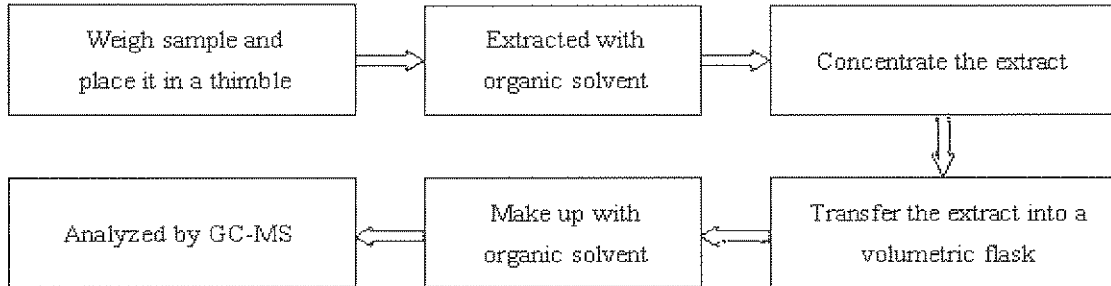 Weigh sample and
place it in a thimble
Extracted with
organic solvent
Concentrate the extract
Transfer the extract into a
volumetric flask
Make up with
organic solvent
Analyzed by GC-MS